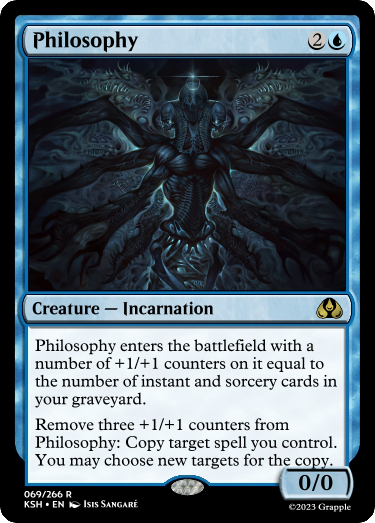 Philosophy 2
Creature — Incarnation
Philosophy enters the battlefield with a
number of +1/+1 counters on it equal to
the number of instant and sorcery cards in
your graveyard.
Remove three +1/+1 counters from
Philosophy: Copy target spell you control.
You may choose new targets for the copy.
0/0
069/266 R
KSH • EN Isis Sangaré
©2023 Grapple